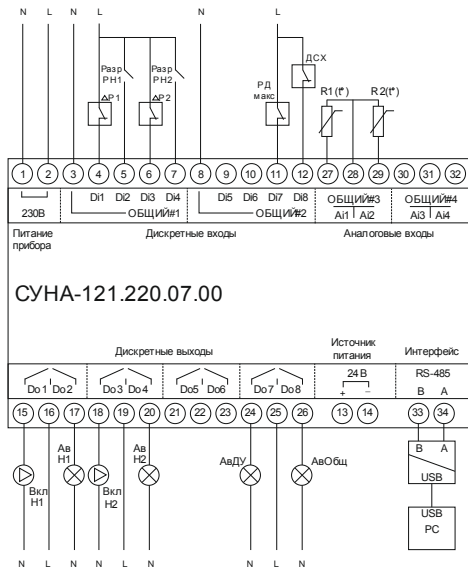 N L N L N L
ДСХ
Разр РН1 Разр РН2
РД макс
R1(t°) R2(t°)
ΔP1 ΔP2
1 2 3 4 5 6 7 8 9 10 11 12 27 28 29 30 31 32
Di1 Di2 Di3 Di4 Di5 Di6 Di7 Di8 ОБЩИЙ#3 ОБЩИЙ#4
230В ОБЩИЙ#1 ОБЩИЙ#2 Ai1 Ai2 Ai3 Ai4
Питание прибора Дискретные входы Аналоговые входы
СУНА-121.220.07.00
Дискретные выходы Источник питания Интерфейс
Do1 Do2 Do3 Do4 Do5 Do6 Do7 Do8 24В RS-485
+ − B A
15 16 17 18 19 20 21 22 23 24 25 26 13 14 33 34
Ав Н1 Ав Н2 АвДУ АвОбщ
Вкл Н1 Вкл Н2
B A
USB
USB
PC
N L N N L N N L N